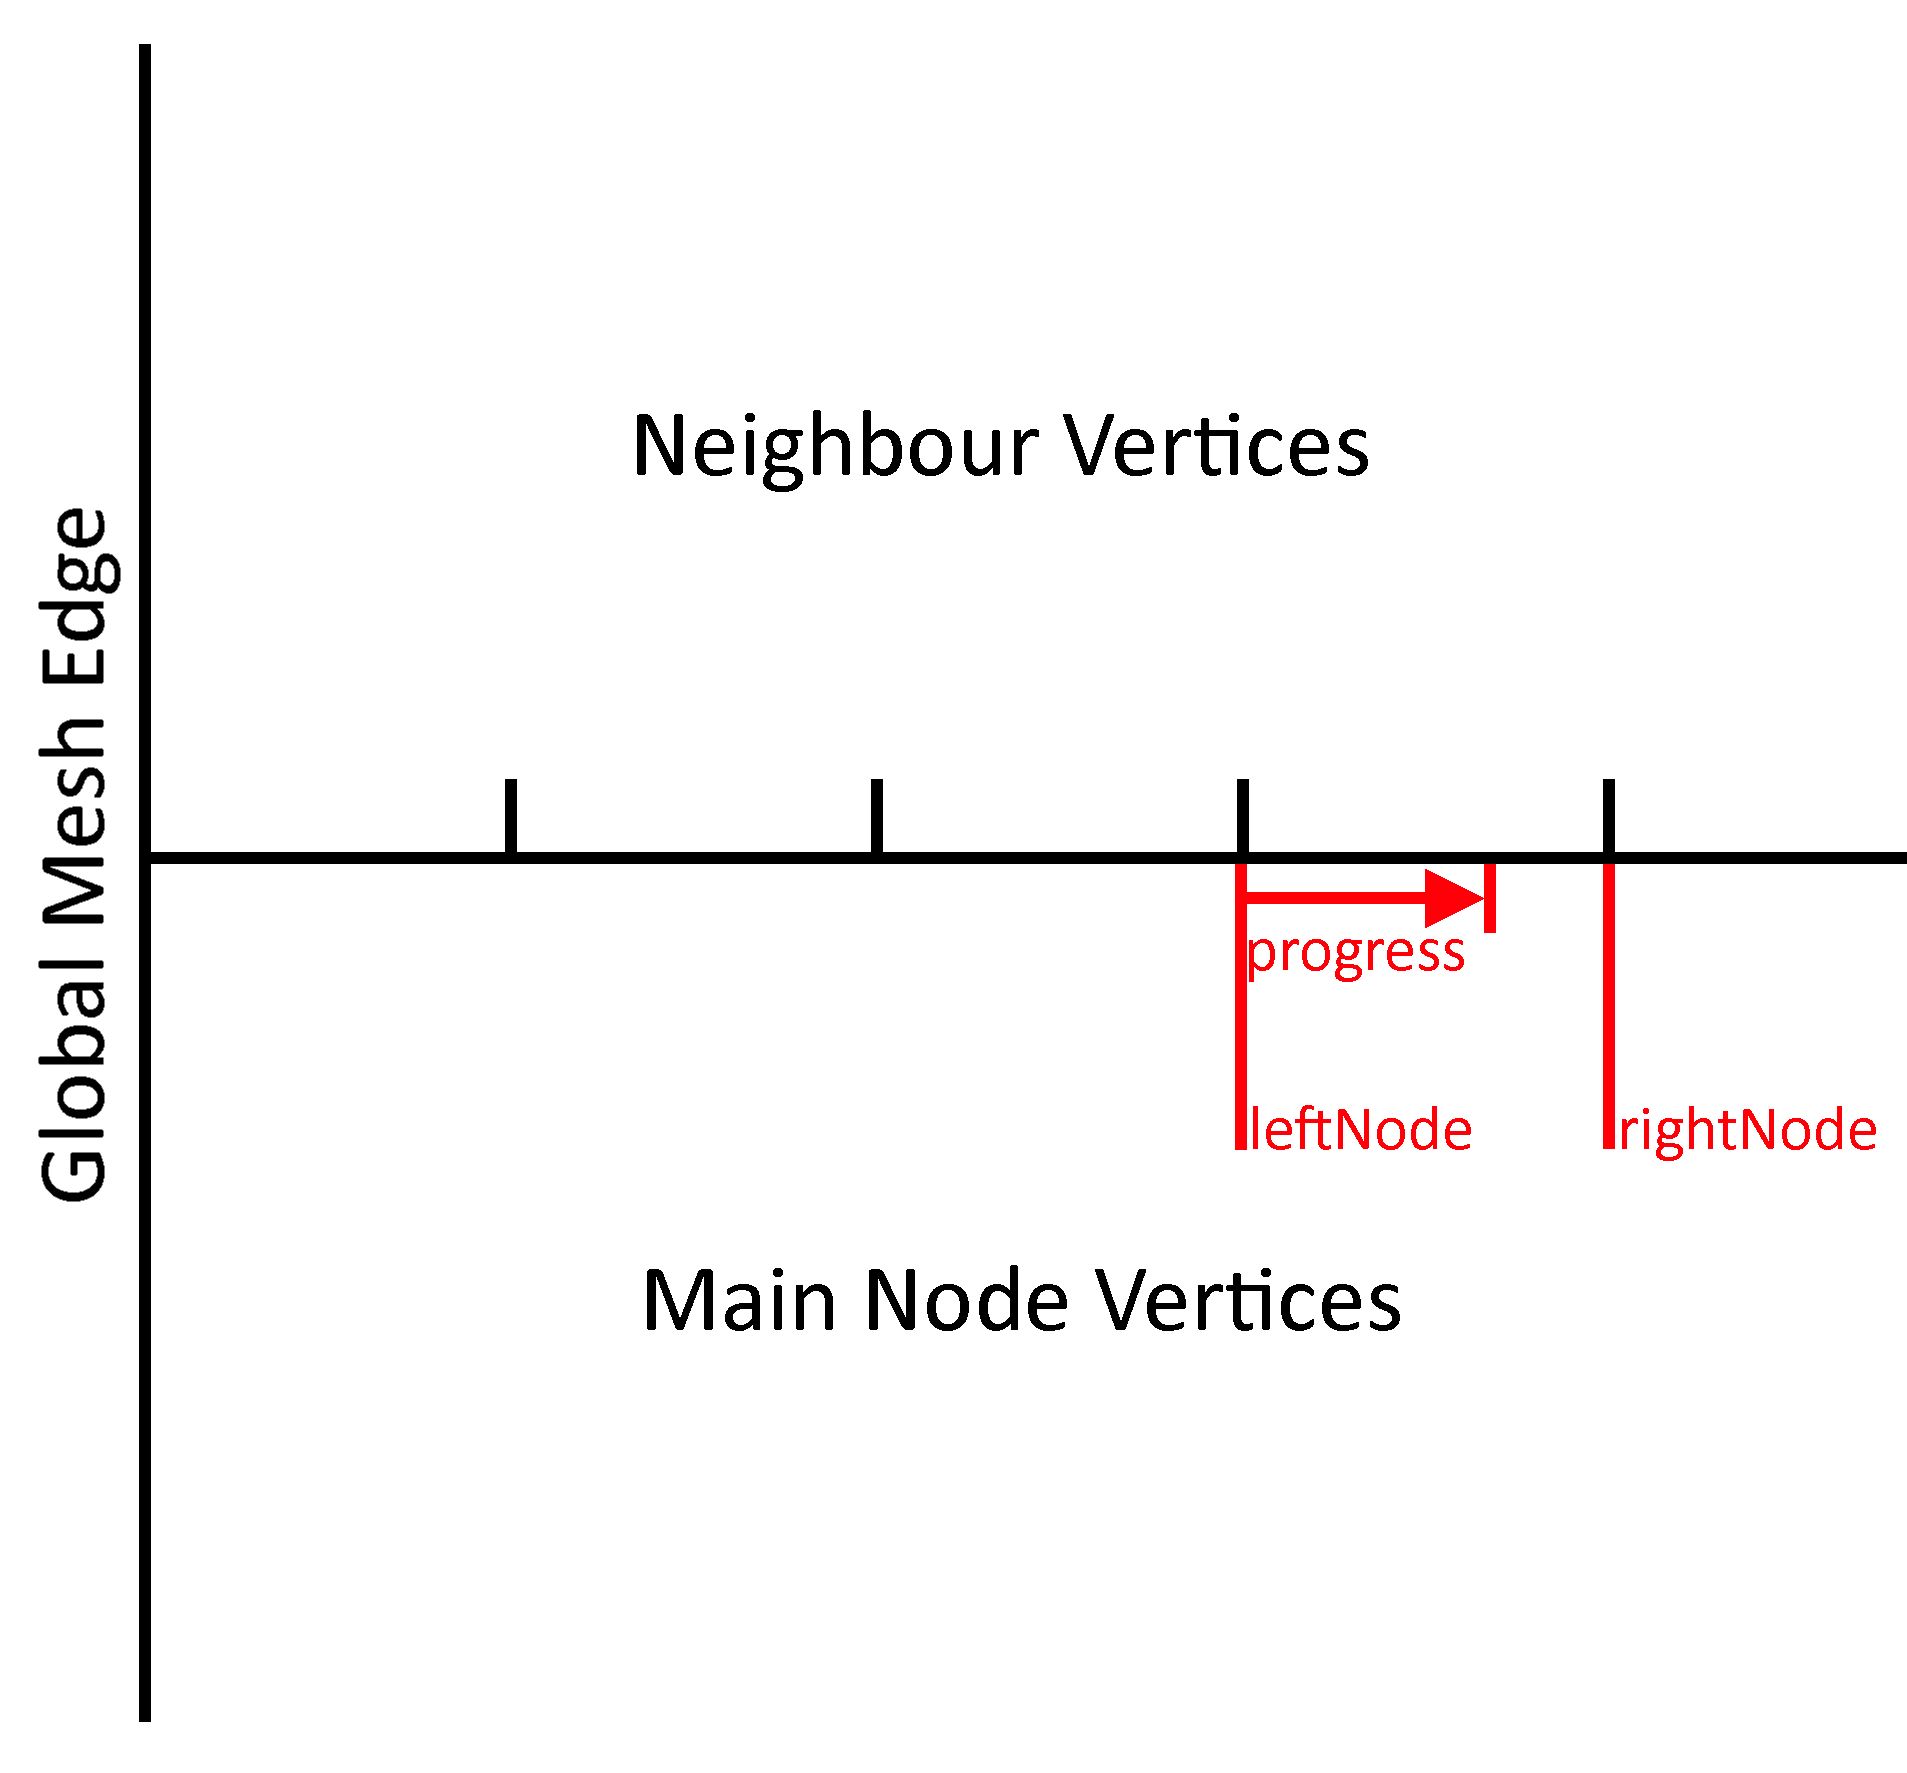 Global Mesh Edge
Neighbour Vertices
progress
leftNode
rightNode
Main Node Vertices